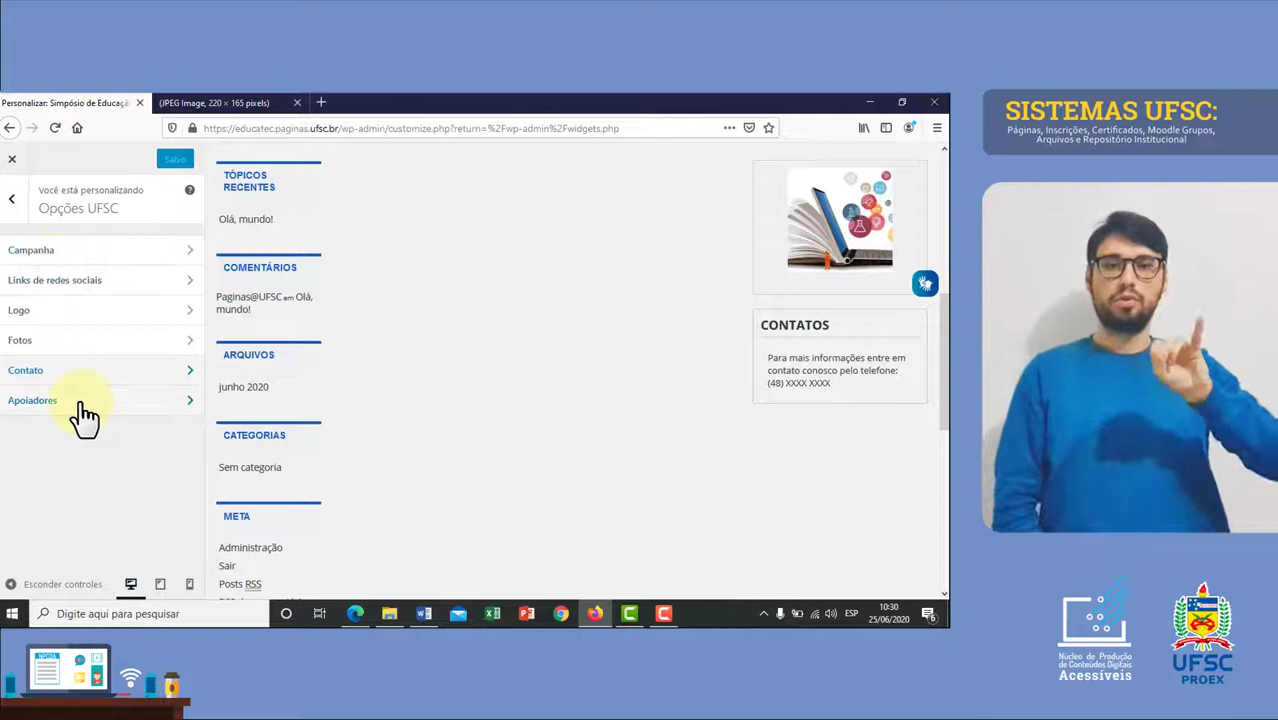 Personalizar: Simpósio de Educaçã
(JPEG Image, 220 × 165 pixels)
https://educatec.paginas.ufsc.br/wp-admin/customize.php?return=%2Fwp-admin%2Fwidgets.php
Salvo
Você está personalizando
Opções UFSC
Campanha
Links de redes sociais
Logo
Fotos
Contato
Apoiadores
Esconder controles
TÓPICOS
RECENTES
Olá, mundo!
COMENTÁRIOS
Paginas@UFSC em Olá,
mundo!
ARQUIVOS
junho 2020
CATEGORIAS
Sem categoria
META
Administração
Sair
Posts RSS
CONTATOS
Para mais informações entre em
contato conosco pelo telefone:
(48) XXXX XXXX
Digite aqui para pesquisar
ESP
10:30
25/06/2020
6
SISTEMAS UFSC:
Páginas, Inscrições, Certificados, Moodle Grupos,
Arquivos e Repositório Institucional
Núcleo de Produção
de Conteúdos Digitais
Acessíveis
UFSC
PROEX